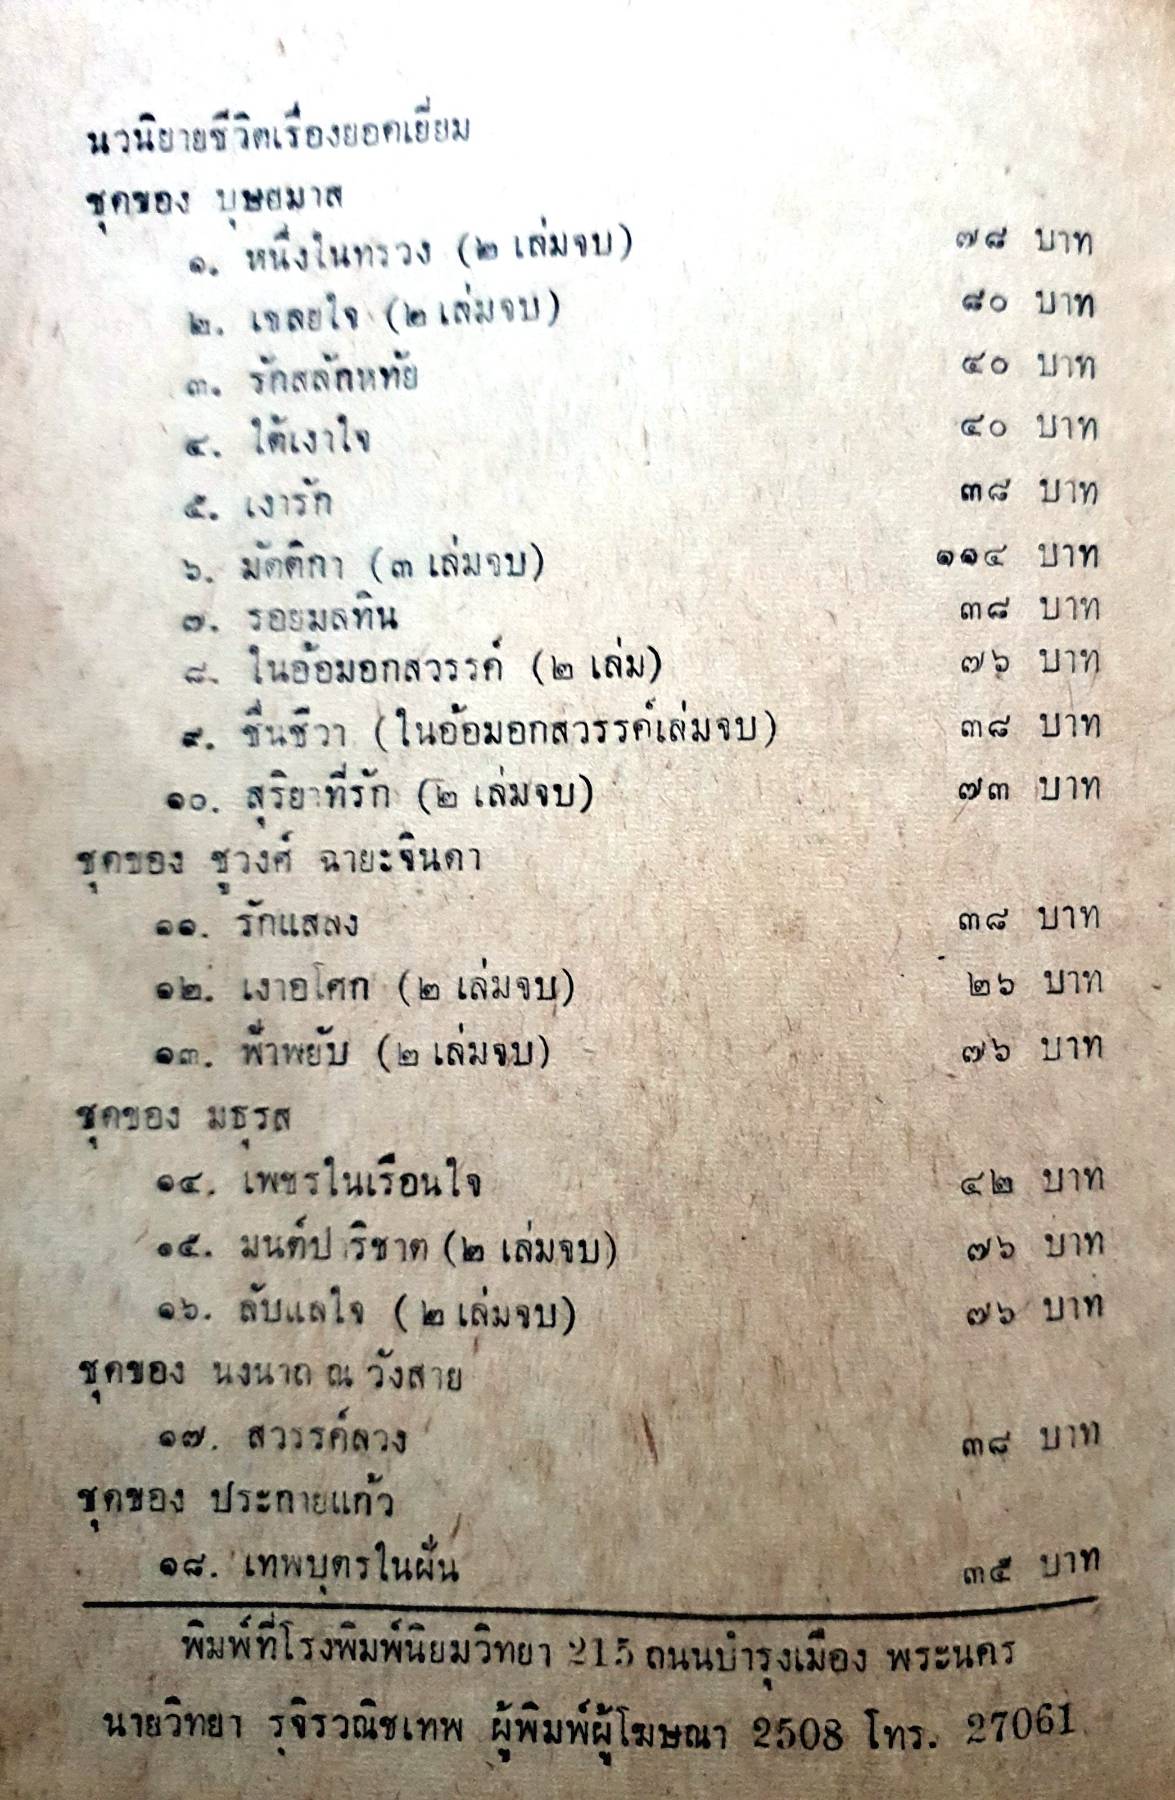 นวนิยายชีวิตเรื่องยอดเยี่ยม
ชุดของ บุษยมาส
๑. หนึ่งในทรวง (๒ เล่มจบ) ๗๘ บาท
๒. เชลยใจ (๒ เล่มจบ) ๘๐ บาท
๓. รักสลักหทัย ๔๐ บาท
๔. ใต้เงาใจ ๔๐ บาท
๕. เงารัก ๓๘ บาท
๖. มัตติกา (๓ เล่มจบ) ๑๑๔ บาท
๗. รอยมลทิน ๓๘ บาท
๘. ในอ้อมอกสวรรค์ (๒ เล่ม) ๗๖ บาท
๙. ชื่นชีวา (ในอ้อมอกสวรรค์เล่มจบ) ๓๘ บาท
๑๐. สุริยาที่รัก (๒ เล่มจบ) ๗๓ บาท
ชุดของ ชูวงศ์ ฉายะจินดา
๑๑. รักแสลง ๓๘ บาท
๑๒. เงาอโศก (๒ เล่มจบ) ๒๖ บาท
๑๓. ฟ้าพยับ (๒ เล่มจบ) ๗๖ บาท
ชุดของ มธุรส
๑๔. เพชรในเรือนใจ ๔๒ บาท
๑๕. มนต์ปาริชาต (๒ เล่มจบ) ๗๖ บาท
๑๖. ลับแลใจ (๒ เล่มจบ) ๗๖ บาท
ชุดของ นงนาถ ณ วังสาย
๑๗. สวรรค์ลวง ๓๘ บาท
ชุดของ ประกายแก้ว
๑๘. เทพบุตรในฝัน ๓๕ บาท
พิมพ์ที่โรงพิมพ์นิยมวิทยา 215 ถนนบำรุงเมือง พระนคร
นายวิทยา รุจิรวณิชเทพ ผู้พิมพ์ผู้โฆษณา 2508 โทร. 27061